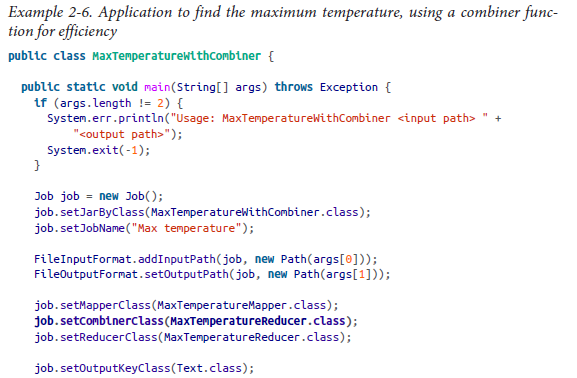 Example 2-6. Application to find the maximum temperature, using a combiner func-
tion for efficiency
public class MaxTemperatureWithCombiner {
public static void main(String[] args) throws Exception {
if (args.length != 2) {
System.err.println("Usage: MaxTemperatureWithCombiner <input path> " +
"<output path>");
System.exit(-1);
}
Job job = new Job();
job.setJarByClass(MaxTemperatureWithCombiner.class);
job.setJobName("Max temperature");
FileInputFormat.addInputPath(job, new Path(args[0]));
FileOutputFormat.setOutputPath(job, new Path(args[1]));
job.setMapperClass(MaxTemperatureMapper.class);
job.setCombinerClass(MaxTemperatureReducer.class);
job.setReducerClass(MaxTemperatureReducer.class);
job.setOutputKeyClass(Text.class);